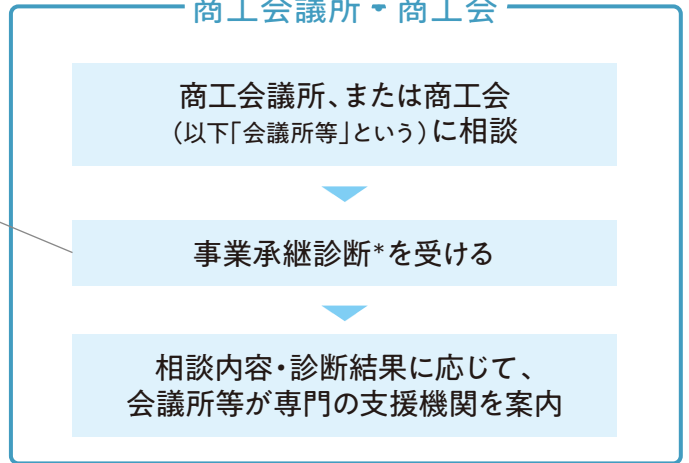 商工会議所・商工会
商工会議所、または商工会
（以下「会議所等」という）に相談
事業承継診断*を受ける
相談内容・診断結果に応じて、
会議所等が専門の支援機関を案内